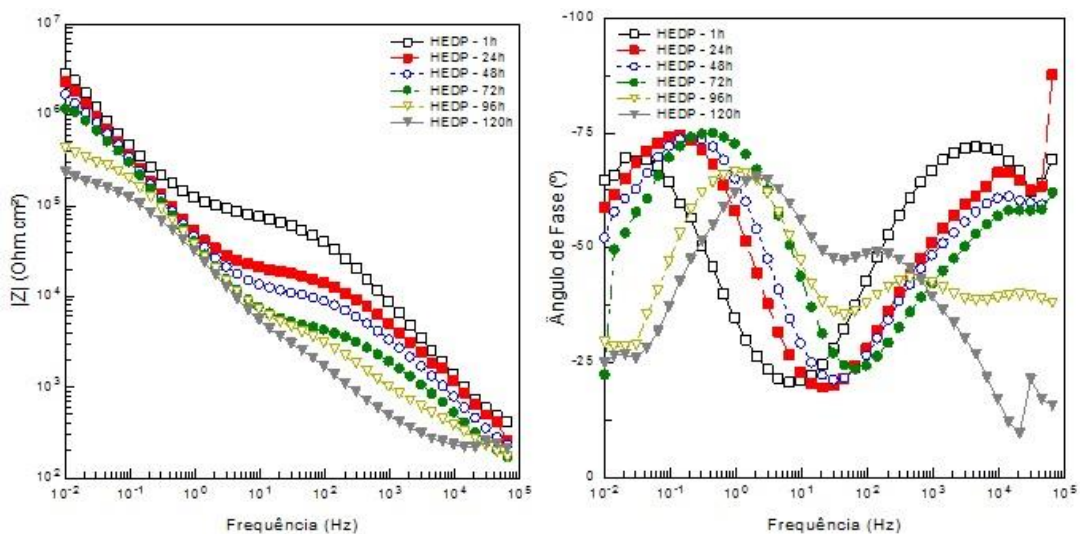 10⁷
10⁶
10⁵
10⁴
10³
10²
|Z| (Ohmcm²)
HEDP - 1h
HEDP - 24h
HEDP - 48h
HEDP - 72h
HEDP - 96h
HEDP - 120h
10⁻² 10⁻¹ 10⁰ 10¹ 10² 10³ 10⁴ 10⁵
Frequência (Hz)
-100
-75
-50
-25
0
Ângulo de Fase (º)
HEDP - 1h
HEDP - 24h
HEDP - 48h
HEDP - 72h
HEDP - 96h
HEDP - 120h
10⁻² 10⁻¹ 10⁰ 10¹ 10² 10³ 10⁴ 10⁵
Frequência (Hz)